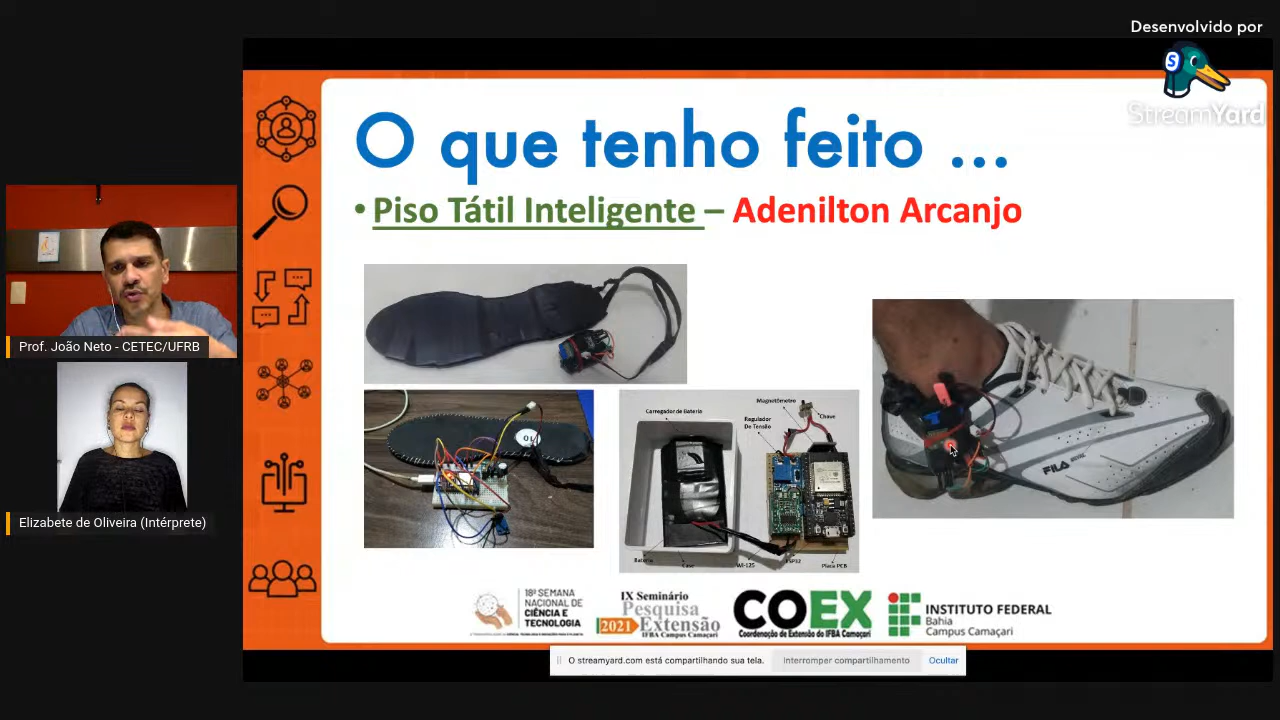 Desenvolvido por
StreamYard
O que tenho feito ...
• Piso Tátil Inteligente – Adenilton Arcanjo
Prof. João Neto - CETEC/UFRB
Elizabete de Oliveira (Intérprete)
Carregador de Bateria
Magnetômetro
Chave
Regulador
De Tensão
Bateria
Case
ESP32
Placa PCB
FILA
18ª SEMANA
NACIONAL DE
CIÊNCIA E
TECNOLOGIA
IX Seminário
Pesquisa
2021 Extensão
IFBA Campus Camaçari
COEX
Coordenação de Extensão do IFBA Camaçari
INSTITUTO FEDERAL
Bahia
Campus Camaçari
O streamyard.com está compartilhando sua tela.
Interromper compartilhamento
Ocultar